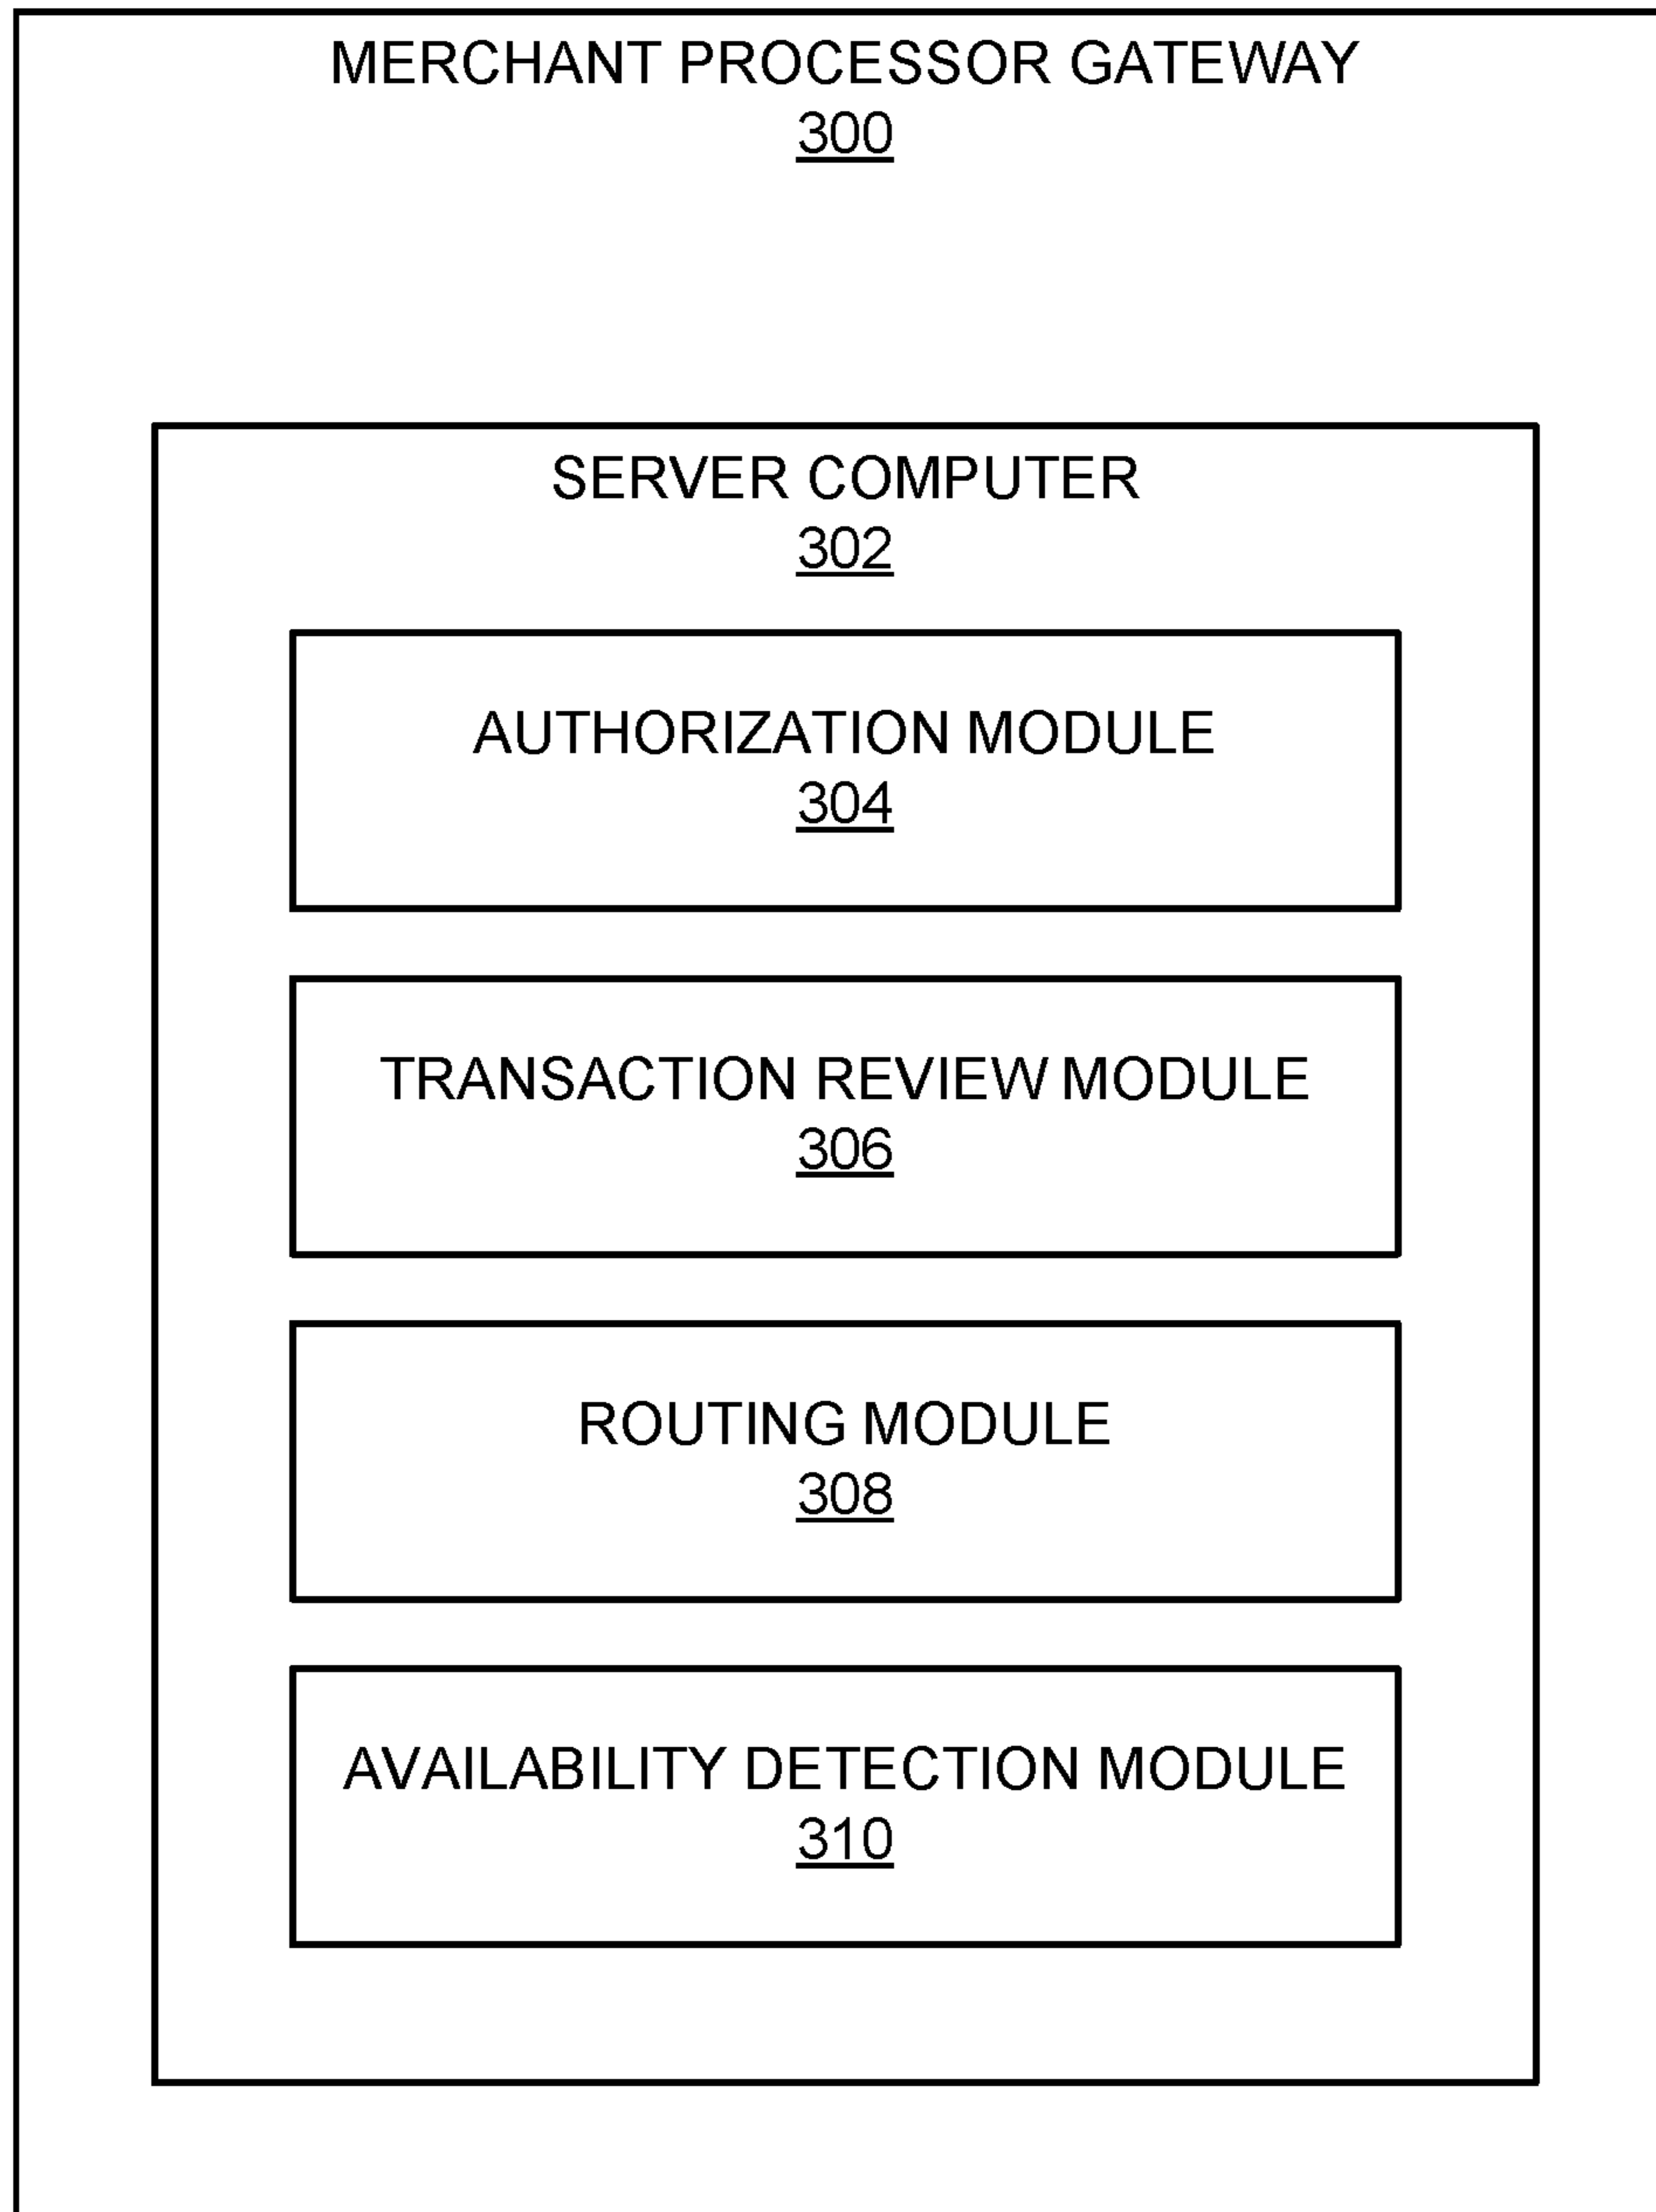 MERCHANT PROCESSOR GATEWAY
300
SERVER COMPUTER
302
AUTHORIZATION MODULE
304
TRANSACTION REVIEW MODULE
306
ROUTING MODULE
308
AVAILABILITY DETECTION MODULE
310